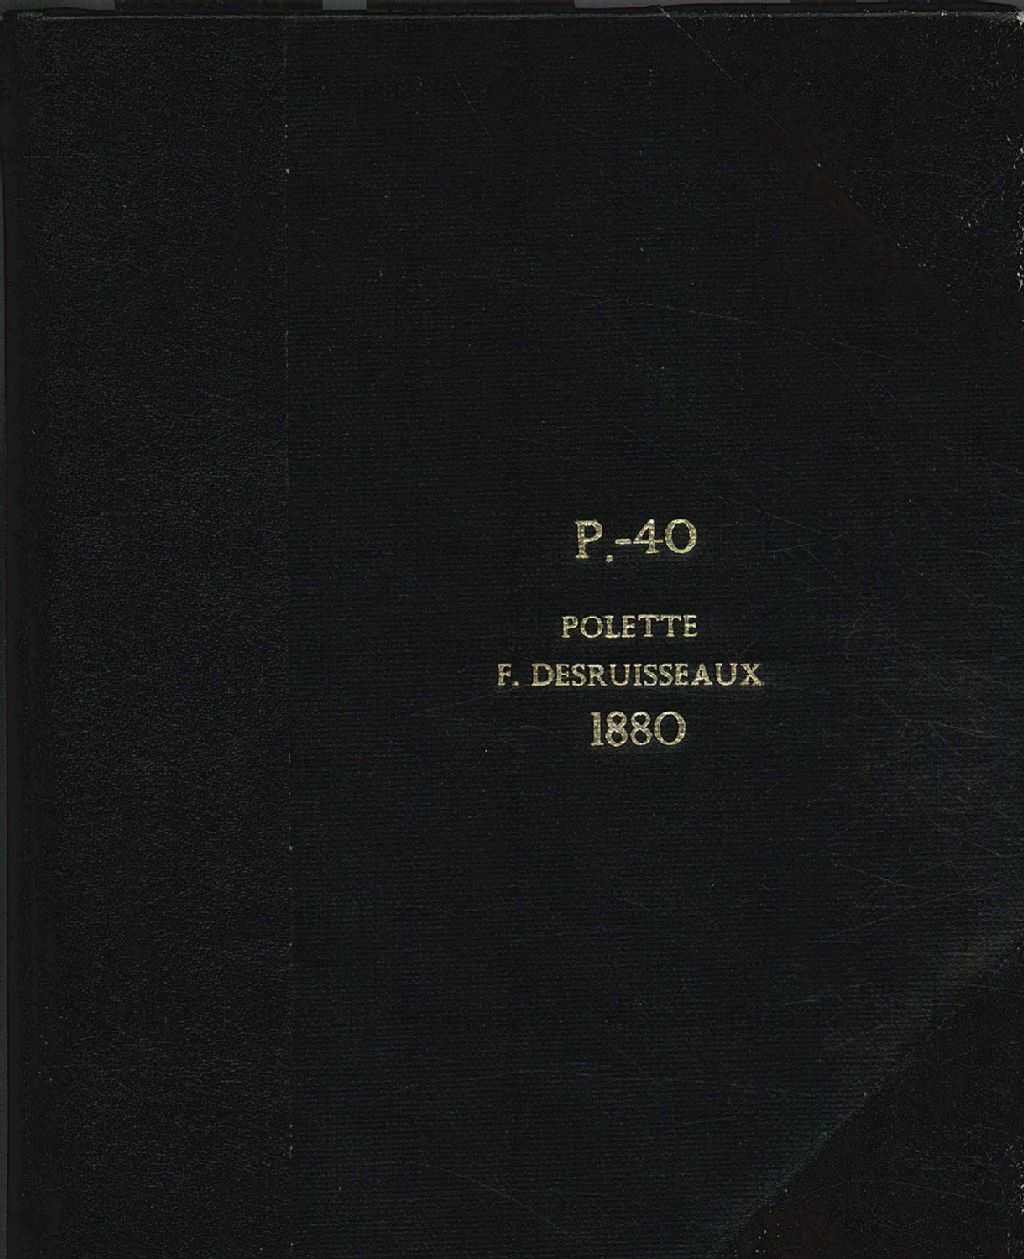 P.-40
POLETTE
F. DESRUISSEAUX
1880